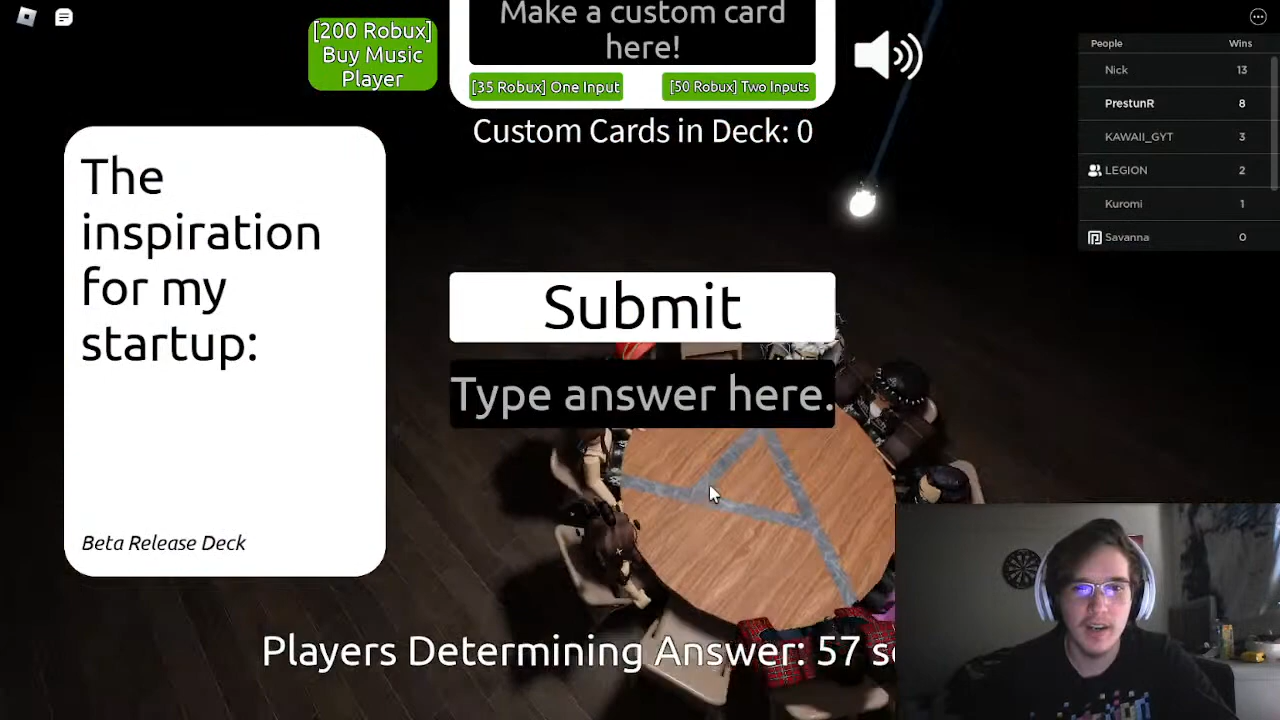 [200 Robux]
Buy Music
Player
Make a custom card
here!
[35 Robux] One Input
[50 Robux] Two Inputs
Custom Cards in Deck: 0
People Wins
Nick 13
PrestunR 8
KAWAII_GYT 3
LEGION 2
Kuromi 1
Savanna 0
The
inspiration
for my
startup:
Beta Release Deck
Submit
Type answer here.
Players Determining Answer: 57 se